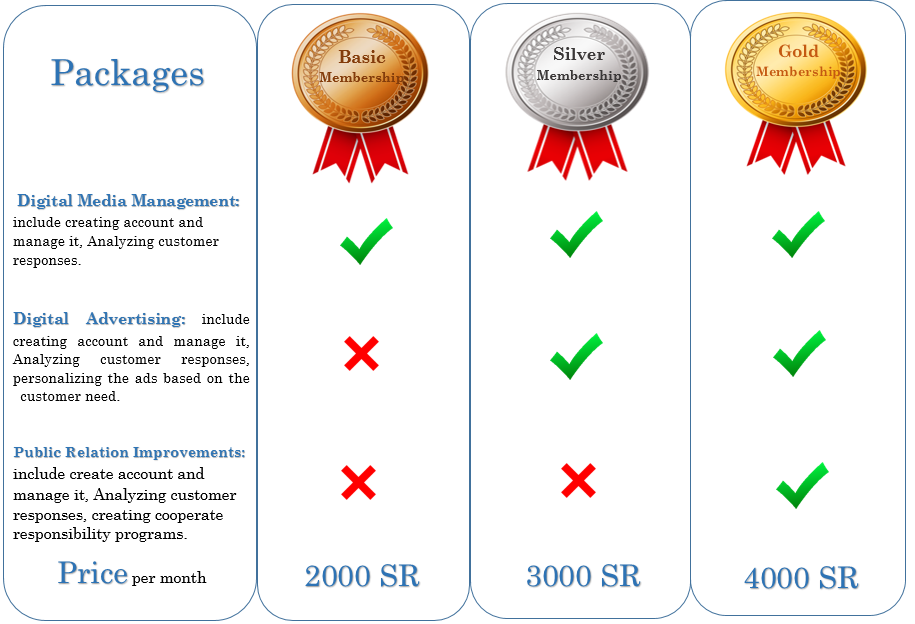 Packages
Basic
Membership
Silver
Membership
Gold
Membership
Digital Media Management:
include creating account and
manage it, Analyzing customer
responses.
Digital Advertising: include
creating account and manage it,
Analyzing customer responses,
personalizing the ads based on the
customer need.
Public Relation Improvements:
include create account and
manage it, Analyzing customer
responses, creating cooperate
responsibility programs.
Price per month
2000 SR
3000 SR
4000 SR